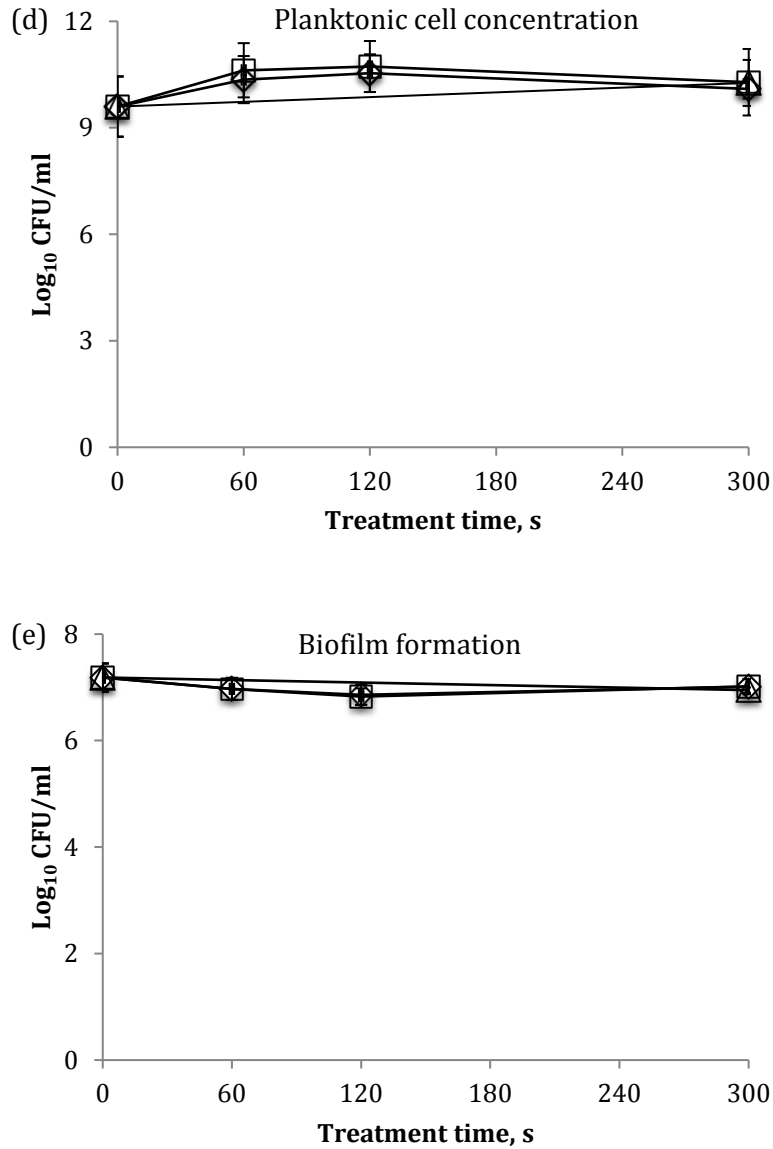 (d)
Planktonic cell concentration
12
9
6
3
0
Log₁₀ CFU/ml
0 60 120 180 240 300
Treatment time, s
(e)
Biofilm formation
8
6
4
2
0
Log₁₀ CFU/ml
0 60 120 180 240 300
Treatment time, s